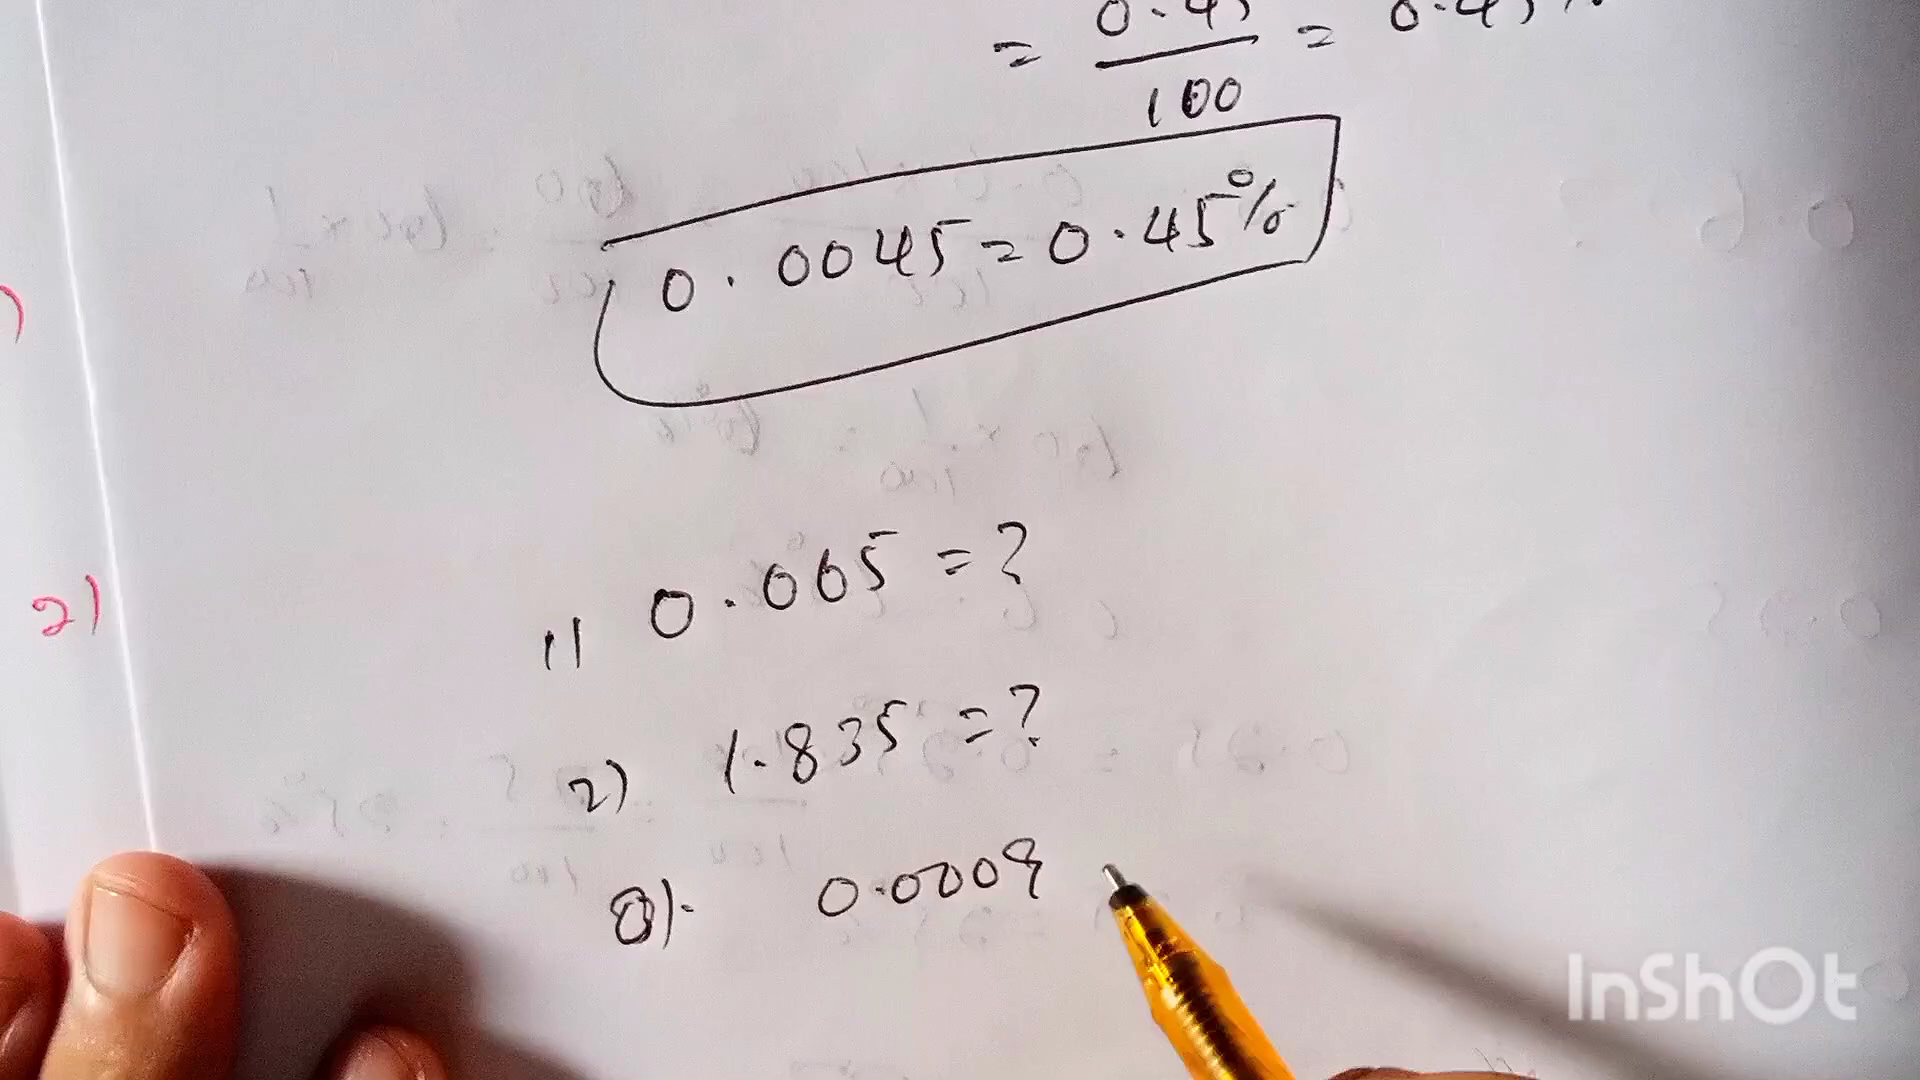 = 0.45/100 = 0.45%
0.0045 = 0.45%
1) 0.065 = ?
2)
2) 1.835 = ?
3). 0.0009
InShOt